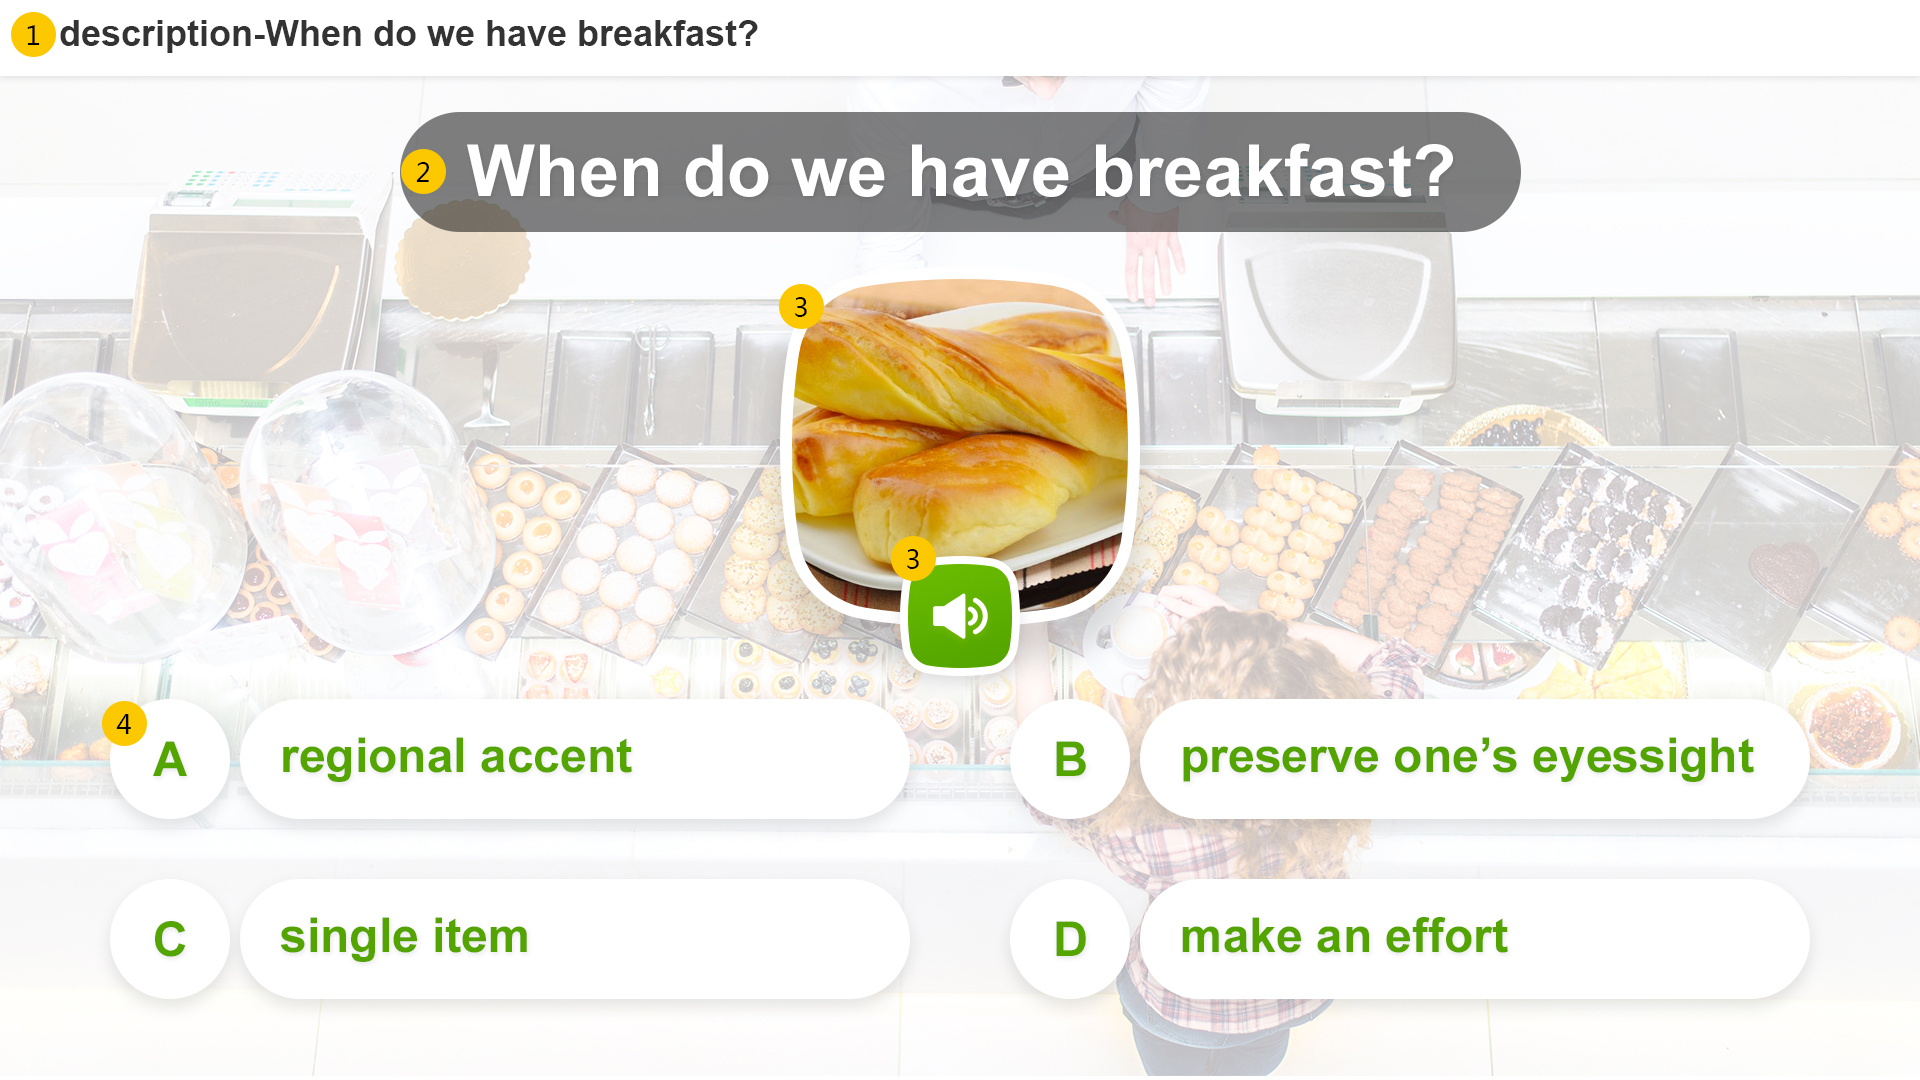 1 description-When do we have breakfast?
2 When do we have breakfast?
3
3
4
A regional accent
B preserve one’s eyessight
C single item
D make an effort